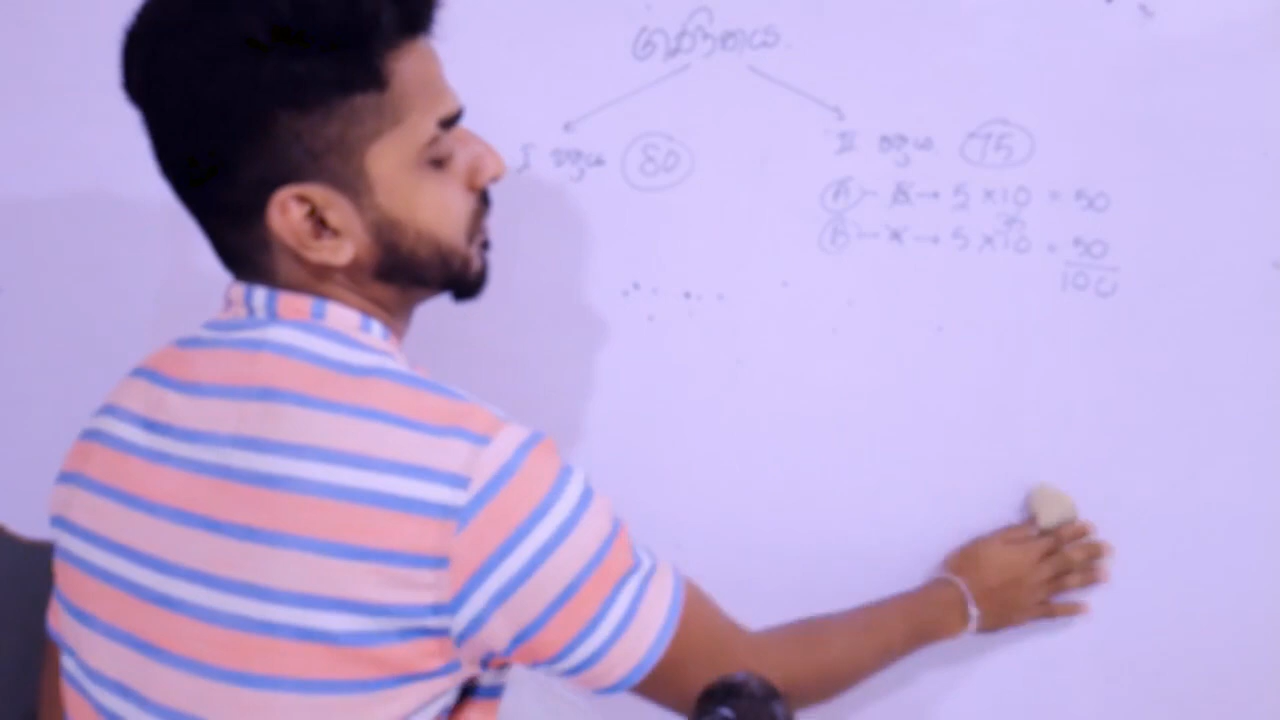 ගණිතය
I පත්‍රය 80
II පත්‍රය 75
A - 5 × 10 = 50
B - 5 × 10 = 50
100